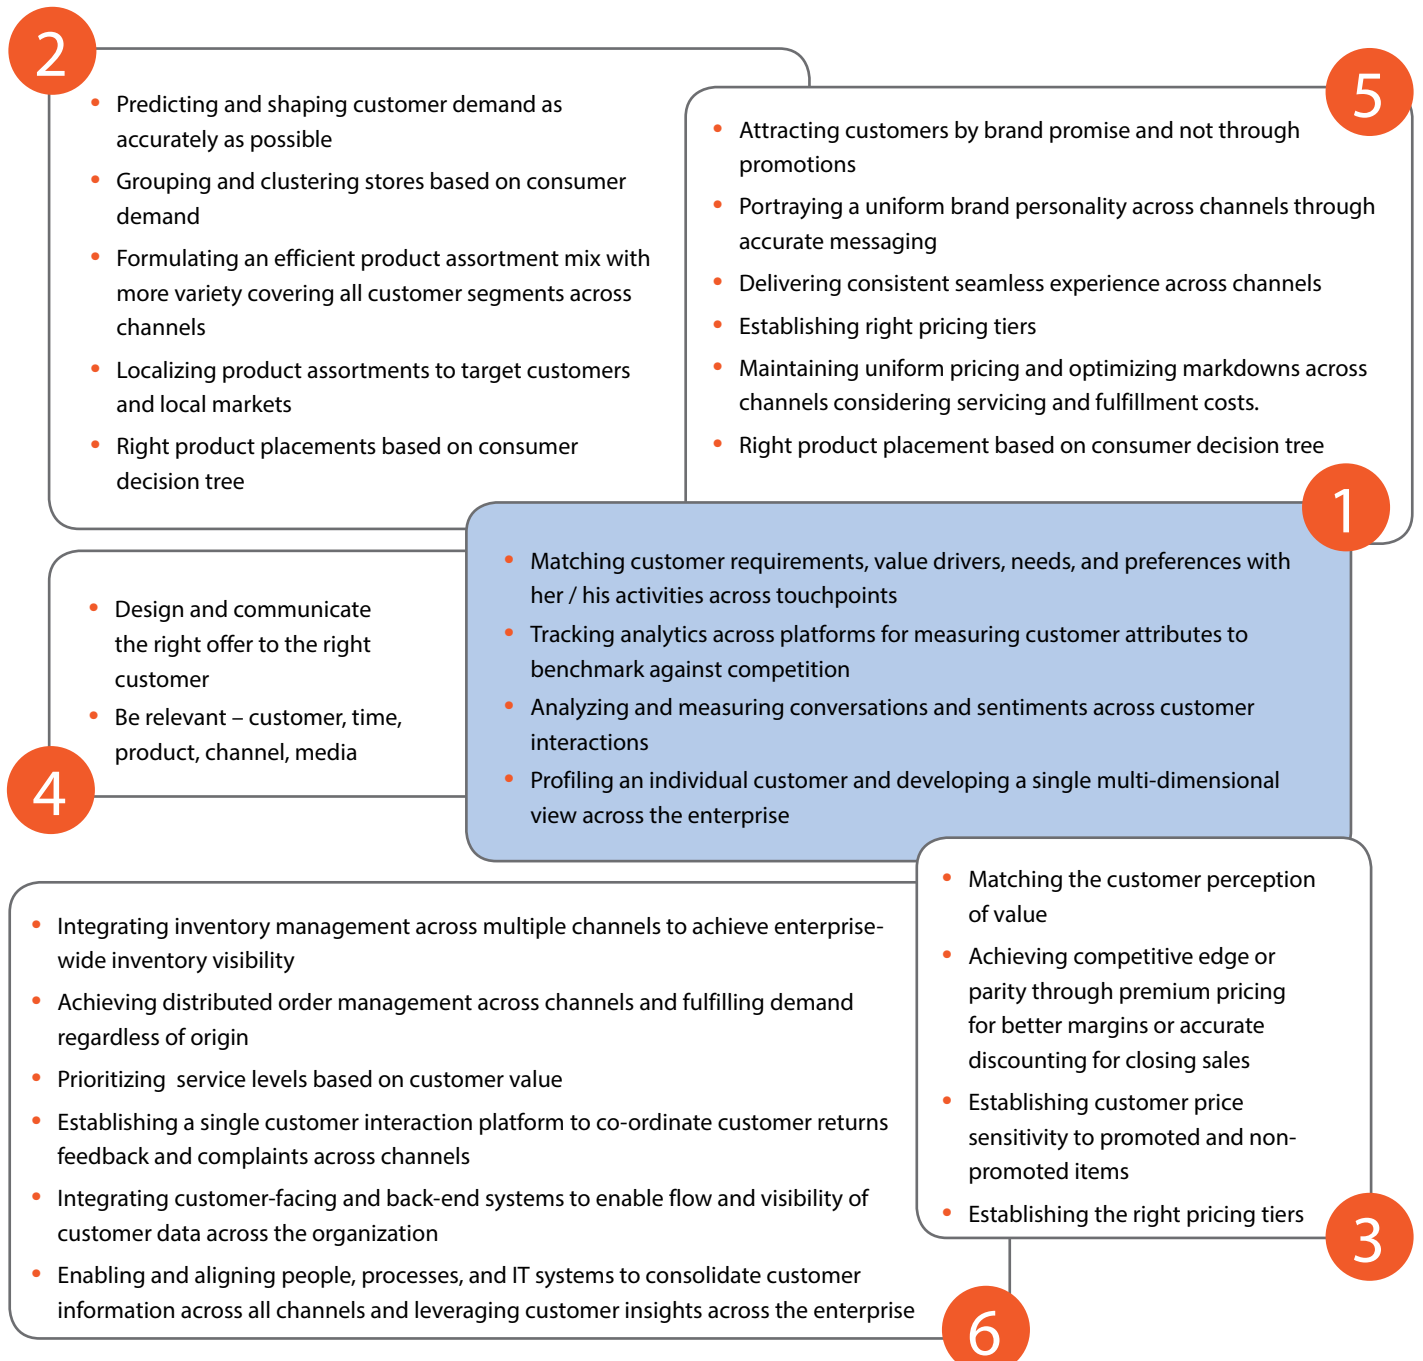 2
• Predicting and shaping customer demand as
accurately as possible
• Grouping and clustering stores based on consumer
demand
• Formulating an efficient product assortment mix with
more variety covering all customer segments across
channels
• Localizing product assortments to target customers
and local markets
• Right product placements based on consumer
decision tree
5
• Attracting customers by brand promise and not through
promotions
• Portraying a uniform brand personality across channels through
accurate messaging
• Delivering consistent seamless experience across channels
• Establishing right pricing tiers
• Maintaining uniform pricing and optimizing markdowns across
channels considering servicing and fulfillment costs.
• Right product placement based on consumer decision tree
1
• Matching customer requirements, value drivers, needs, and preferences with
her / his activities across touchpoints
• Tracking analytics across platforms for measuring customer attributes to
benchmark against competition
• Analyzing and measuring conversations and sentiments across customer
interactions
• Profiling an individual customer and developing a single multi-dimensional
view across the enterprise
• Design and communicate
the right offer to the right
customer
• Be relevant – customer, time,
product, channel, media
4
• Matching the customer perception
of value
• Achieving competitive edge or
parity through premium pricing
for better margins or accurate
discounting for closing sales
• Establishing customer price
sensitivity to promoted and non-
promoted items
• Establishing the right pricing tiers
3
• Integrating inventory management across multiple channels to achieve enterprise-
wide inventory visibility
• Achieving distributed order management across channels and fulfilling demand
regardless of origin
• Prioritizing  service levels based on customer value
• Establishing a single customer interaction platform to co-ordinate customer returns
feedback and complaints across channels
• Integrating customer-facing and back-end systems to enable flow and visibility of
customer data across the organization
• Enabling and aligning people, processes, and IT systems to consolidate customer
information across all channels and leveraging customer insights across the enterprise
6